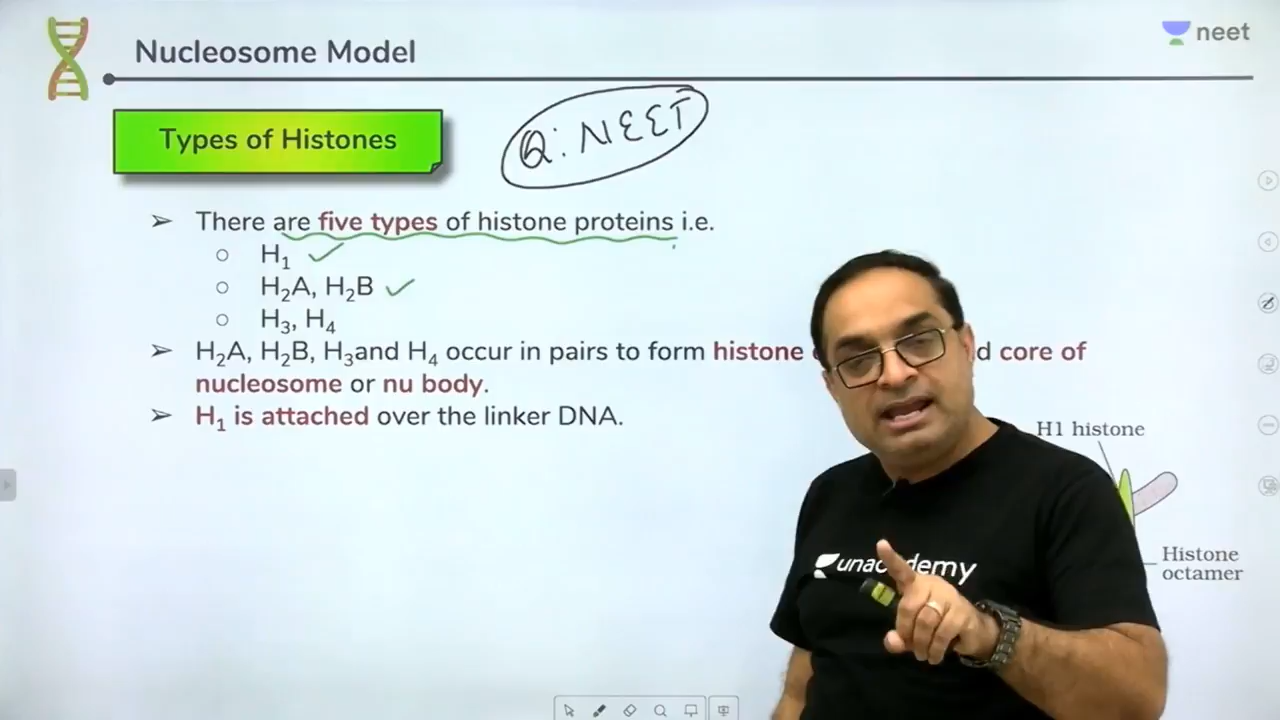 Nucleosome Model
neet
Types of Histones
Q: NEET
➢ There are five types of histone proteins i.e.
○ H₁
○ H₂A, H₂B
○ H₃, H₄
➢ H₂A, H₂B, H₃and H₄ occur in pairs to form histone d core of
nucleosome or nu body.
➢ H₁ is attached over the linker DNA.
H1 histone
Histone
octamer
unacademy